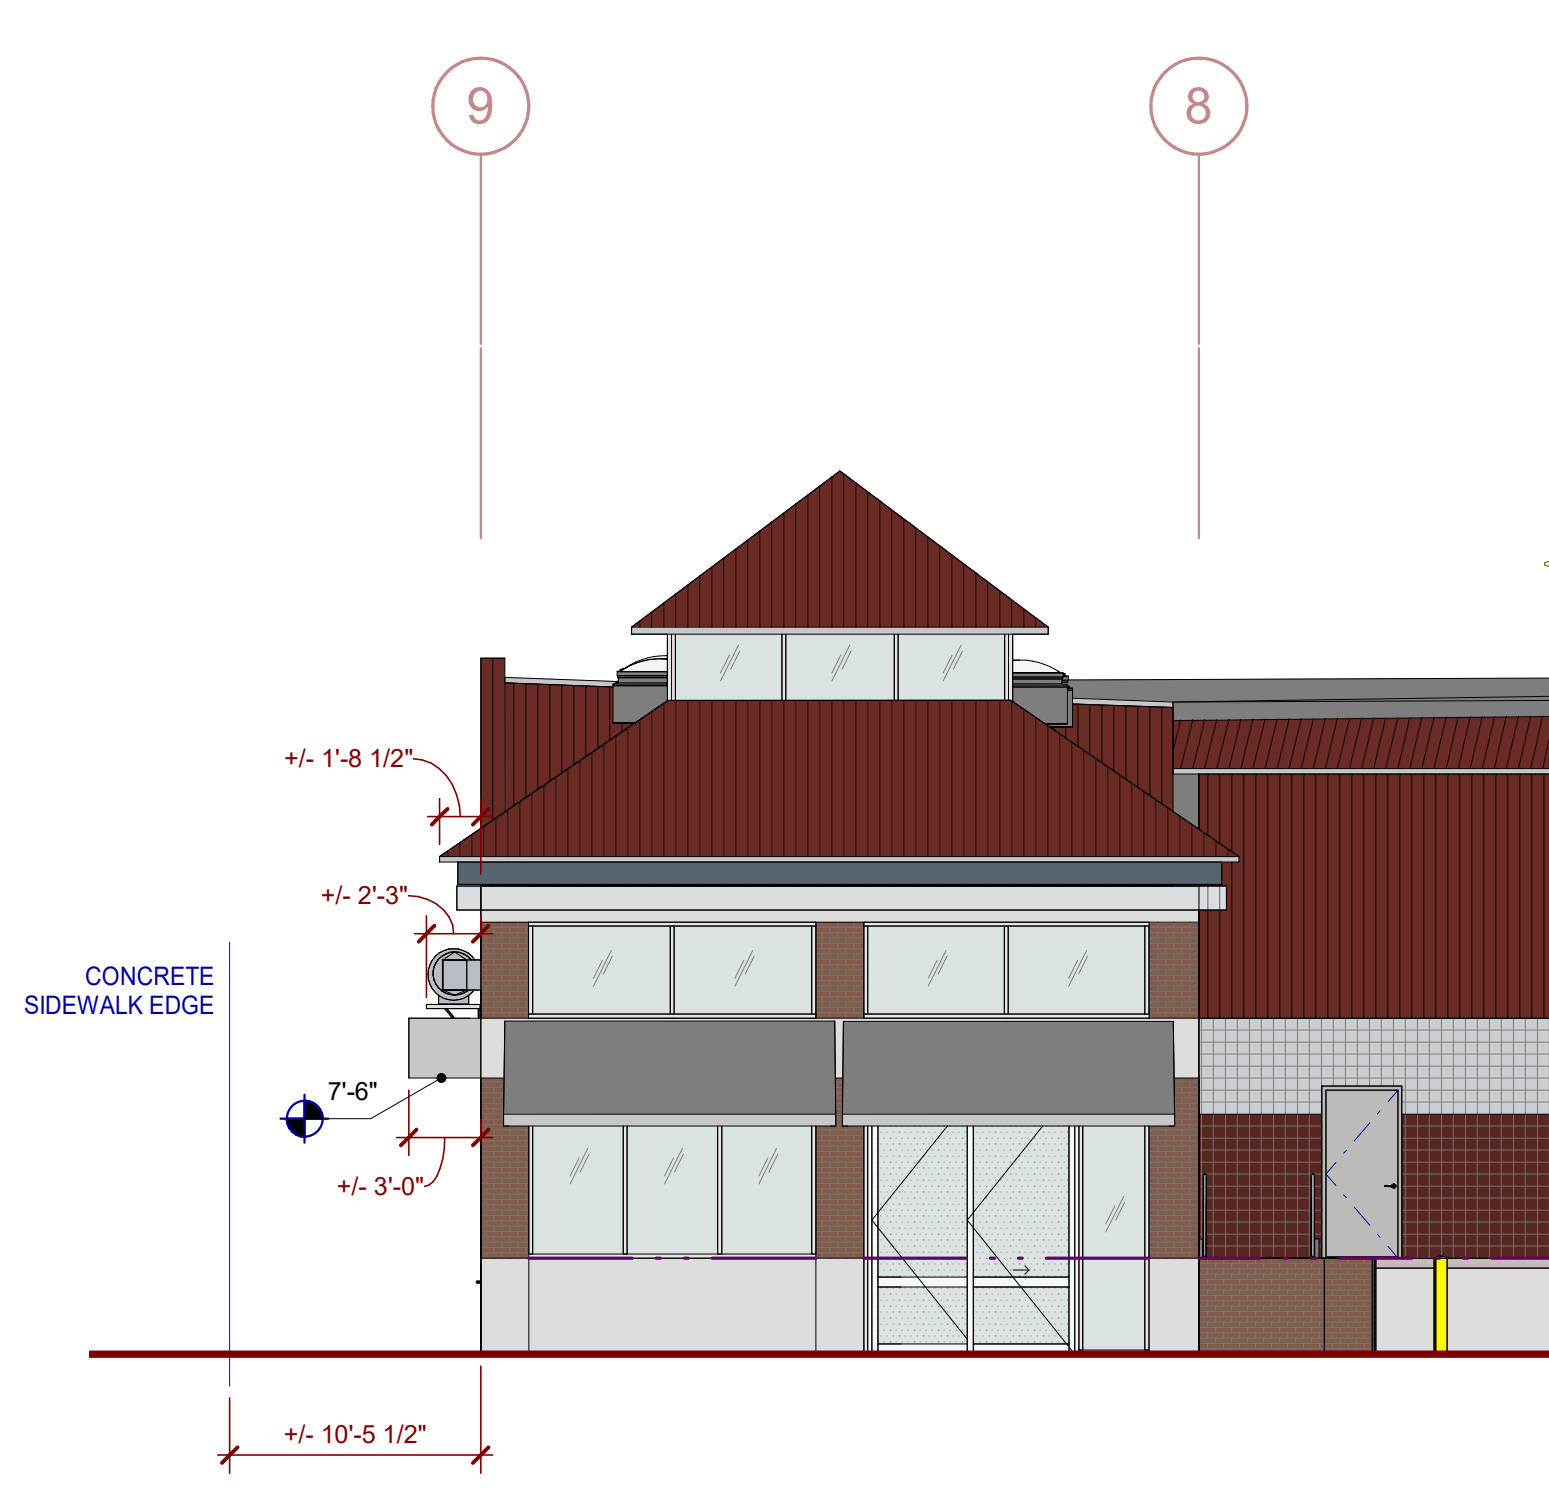 9
8
+/- 1'-8 1/2"
+/- 2'-3"
CONCRETE
SIDEWALK EDGE
7'-6"
+/- 3'-0"
+/- 10'-5 1/2"